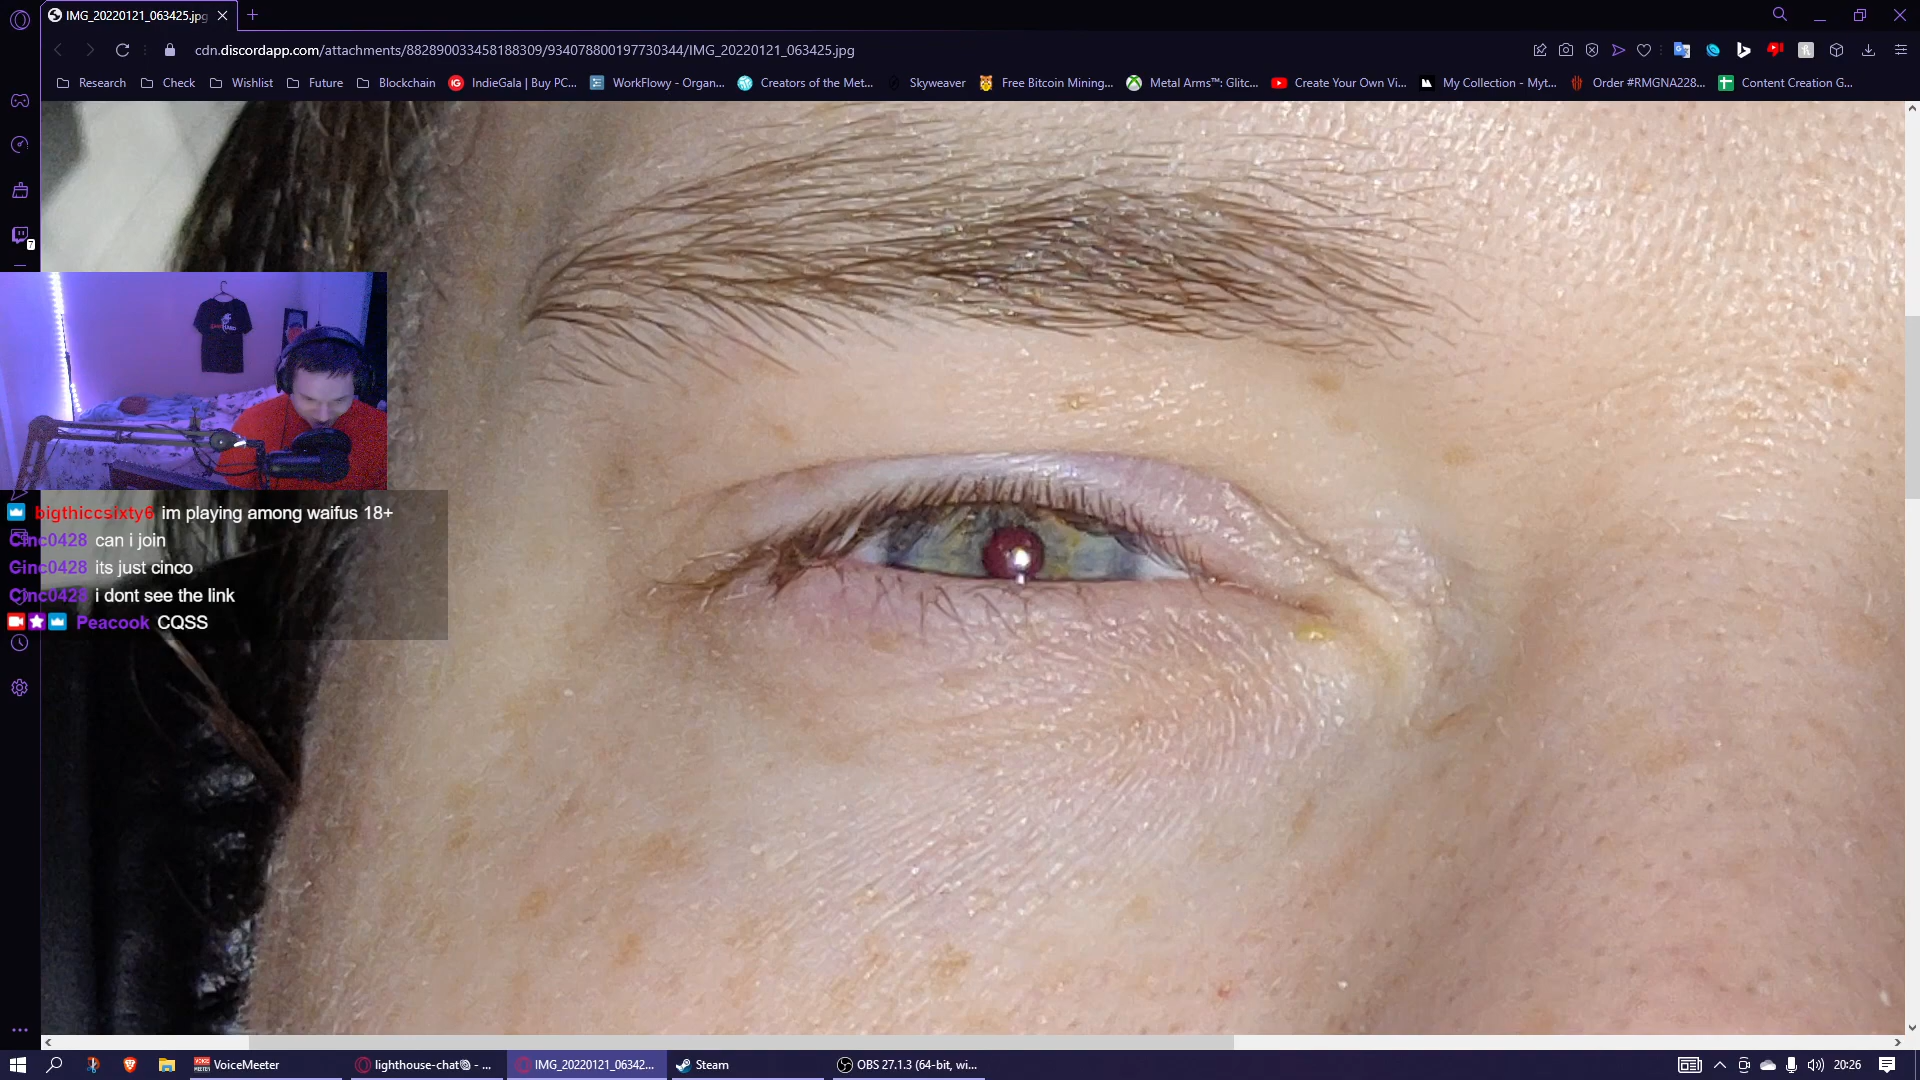 IMG_20220121_063425.jpg
cdn.discordapp.com/attachments/882890033458188309/934078800197730344/IMG_20220121_063425.jpg
Research Check Wishlist Future Blockchain IndieGala | Buy PC... WorkFlowy - Organ... Creators of the Met... Skyweaver Free Bitcoin Mining... Metal Arms™: Glitc... Create Your Own Vi... My Collection - Myt... Order #RMGNA228... Content Creation G...
7
bigthiccsixty6 im playing among waifus 18+
Cinc0428 can i join
Cinc0428 its just cinco
Cinc0428 i dont see the link
Peacook CQSS
VoiceMeeter lighthouse-chat - ... IMG_20220121_06342... Steam OBS 27.1.3 (64-bit, wi... 20:26